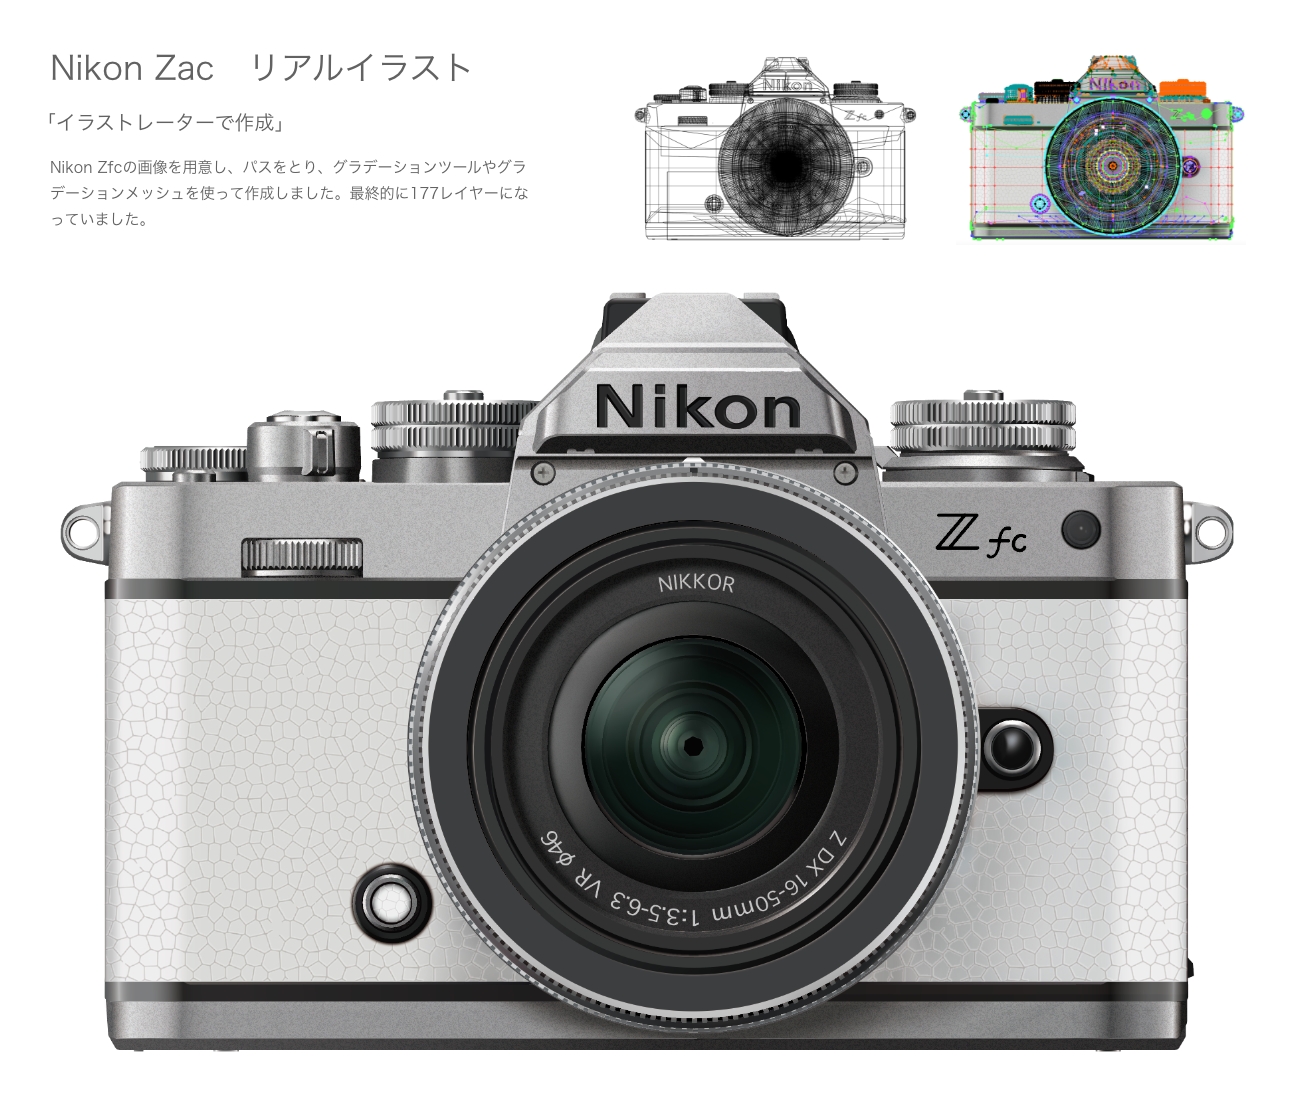 Nikon Zac　リアルイラスト
「イラストレーターで作成」
Nikon Zfcの画像を用意し、パスをとり、グラデーションツールやグラ
デーションメッシュを使って作成しました。最終的に177レイヤーにな
っていました。
Nikon
Z fc
Nikon
Z fc
Nikon
Z fc
NIKKOR
Z DX 16-50mm 1:3.5-6.3 VR ø46